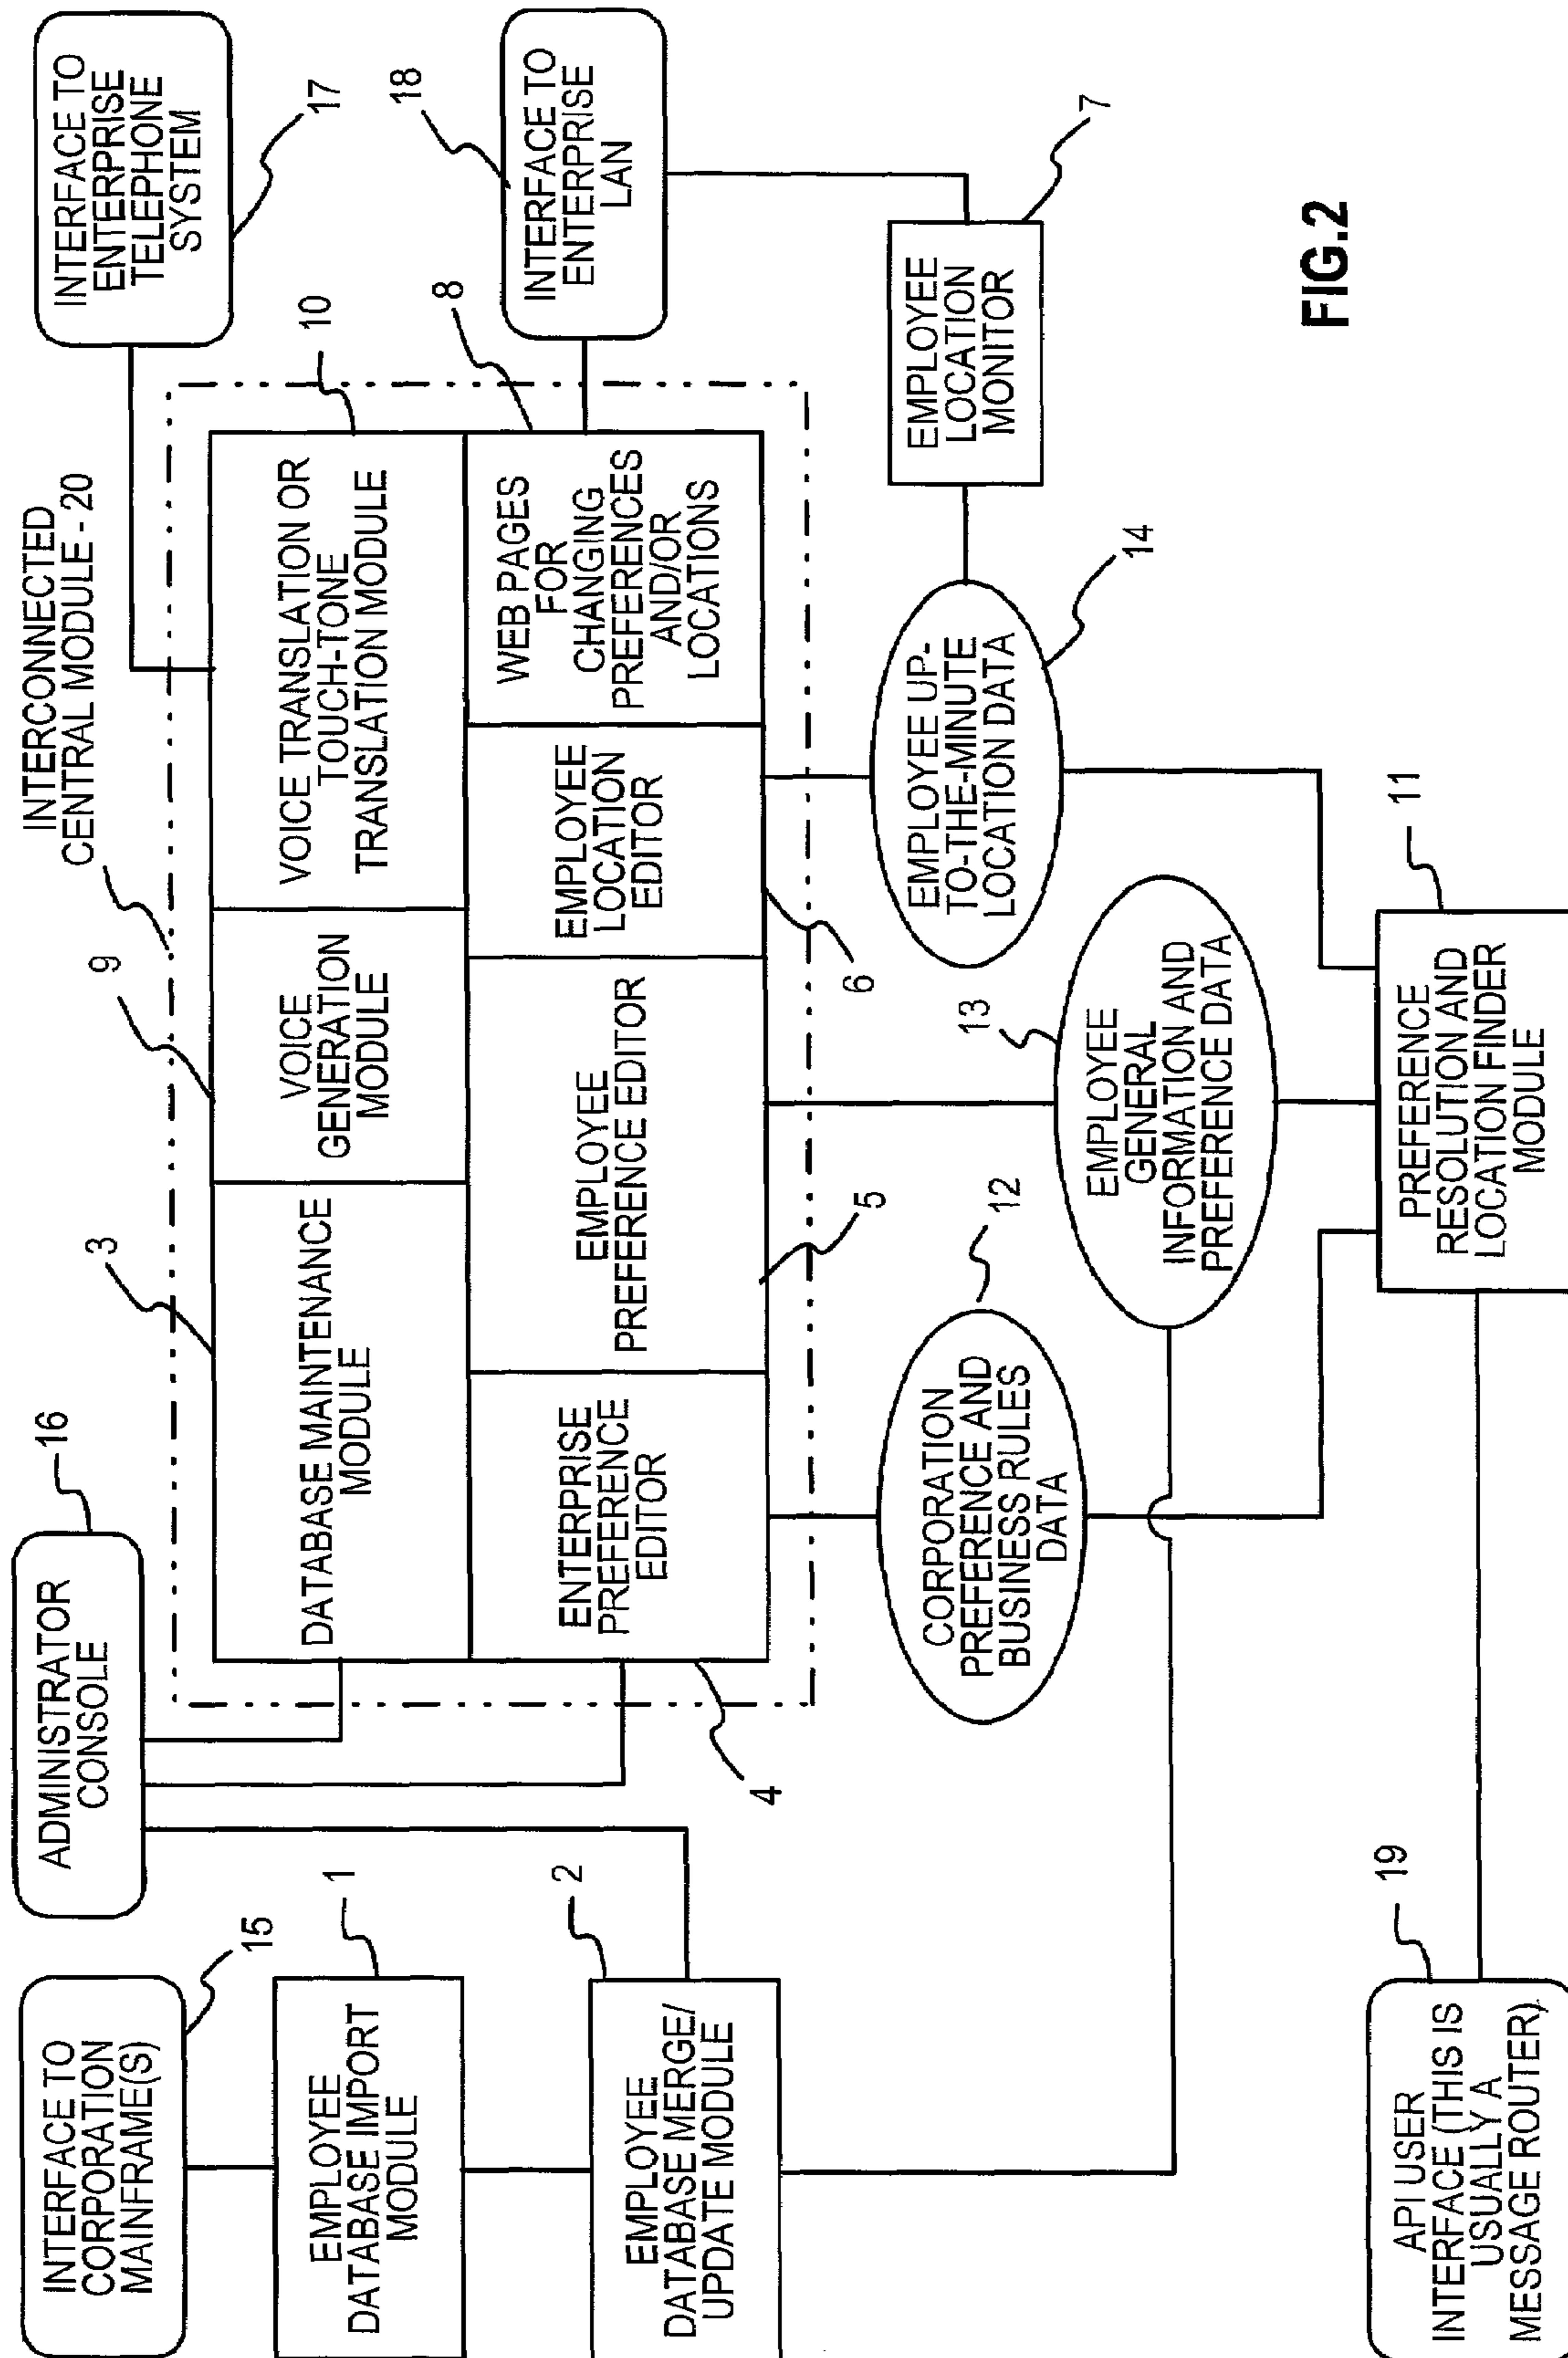 INTERFACE TO
CORPORATION
MAINFRAME(S)
15
EMPLOYEE
DATABASE IMPORT
MODULE
1
EMPLOYEE
DATABASE MERGE/
UPDATE MODULE
2
ADMINISTRATOR
CONSOLE
16
INTERCONNECTED
CENTRAL MODULE - 20
DATABASE MAINTENANCE
MODULE
3
VOICE
GENERATION
MODULE
9
VOICE TRANSLATION OR
TOUCH-TONE
TRANSLATION MODULE
10
ENTERPRISE
PREFERENCE
EDITOR
4
EMPLOYEE
PREFERENCE EDITOR
5
EMPLOYEE
LOCATION
EDITOR
6
WEB PAGES
FOR
CHANGING
PREFERENCES
AND/OR
LOCATIONS
8
INTERFACE TO
ENTERPRISE
TELEPHONE
SYSTEM
17
INTERFACE TO
ENTERPRISE
LAN
18
CORPORATION
PREFERENCE AND
BUSINESS RULES
DATA
12
EMPLOYEE
GENERAL
INFORMATION AND
PREFERENCE DATA
13
EMPLOYEE UP-
TO-THE-MINUTE
LOCATION DATA
14
EMPLOYEE
LOCATION
MONITOR
7
API USER
INTERFACE (THIS IS
USUALLY A
MESSAGE ROUTER)
19
PREFERENCE
RESOLUTION AND
LOCATION FINDER
MODULE
11
FIG.2